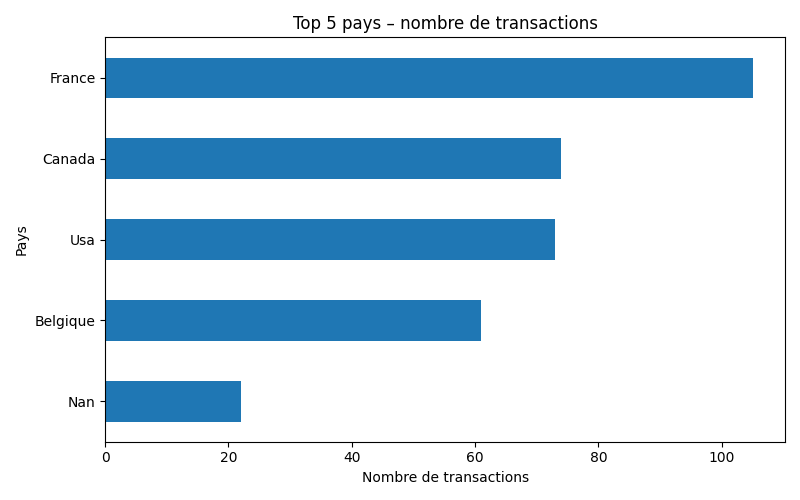 Top 5 pays – nombre de transactions
France
Canada
Usa
Belgique
Nan
Pays
0 20 40 60 80 100
Nombre de transactions